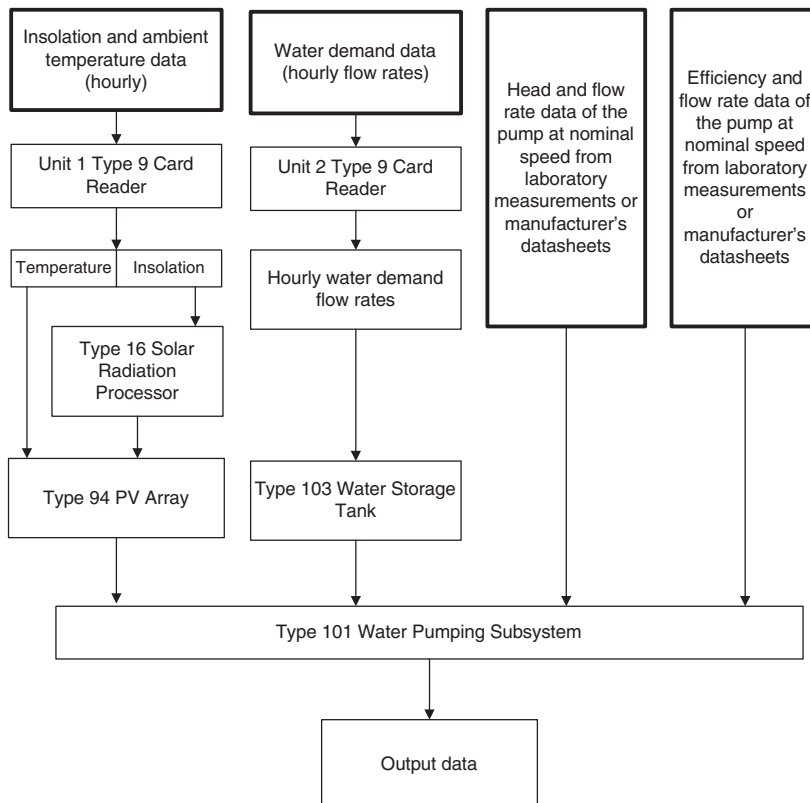 Insolation and ambient
temperature data
(hourly)
Water demand data
(hourly flow rates)
Head and flow
rate data of the
pump at nominal
speed from
laboratory
measurements or
manufacturer's
datasheets
Efficiency and
flow rate data of
the pump at
nominal speed
from laboratory
measurements
or
manufacturer's
datasheets
Unit 1 Type 9 Card
Reader
Unit 2 Type 9 Card
Reader
Temperature
Insolation
Hourly water demand
flow rates
Type 16 Solar
Radiation
Processor
Type 94 PV Array
Type 103 Water Storage
Tank
Type 101 Water Pumping Subsystem
Output data